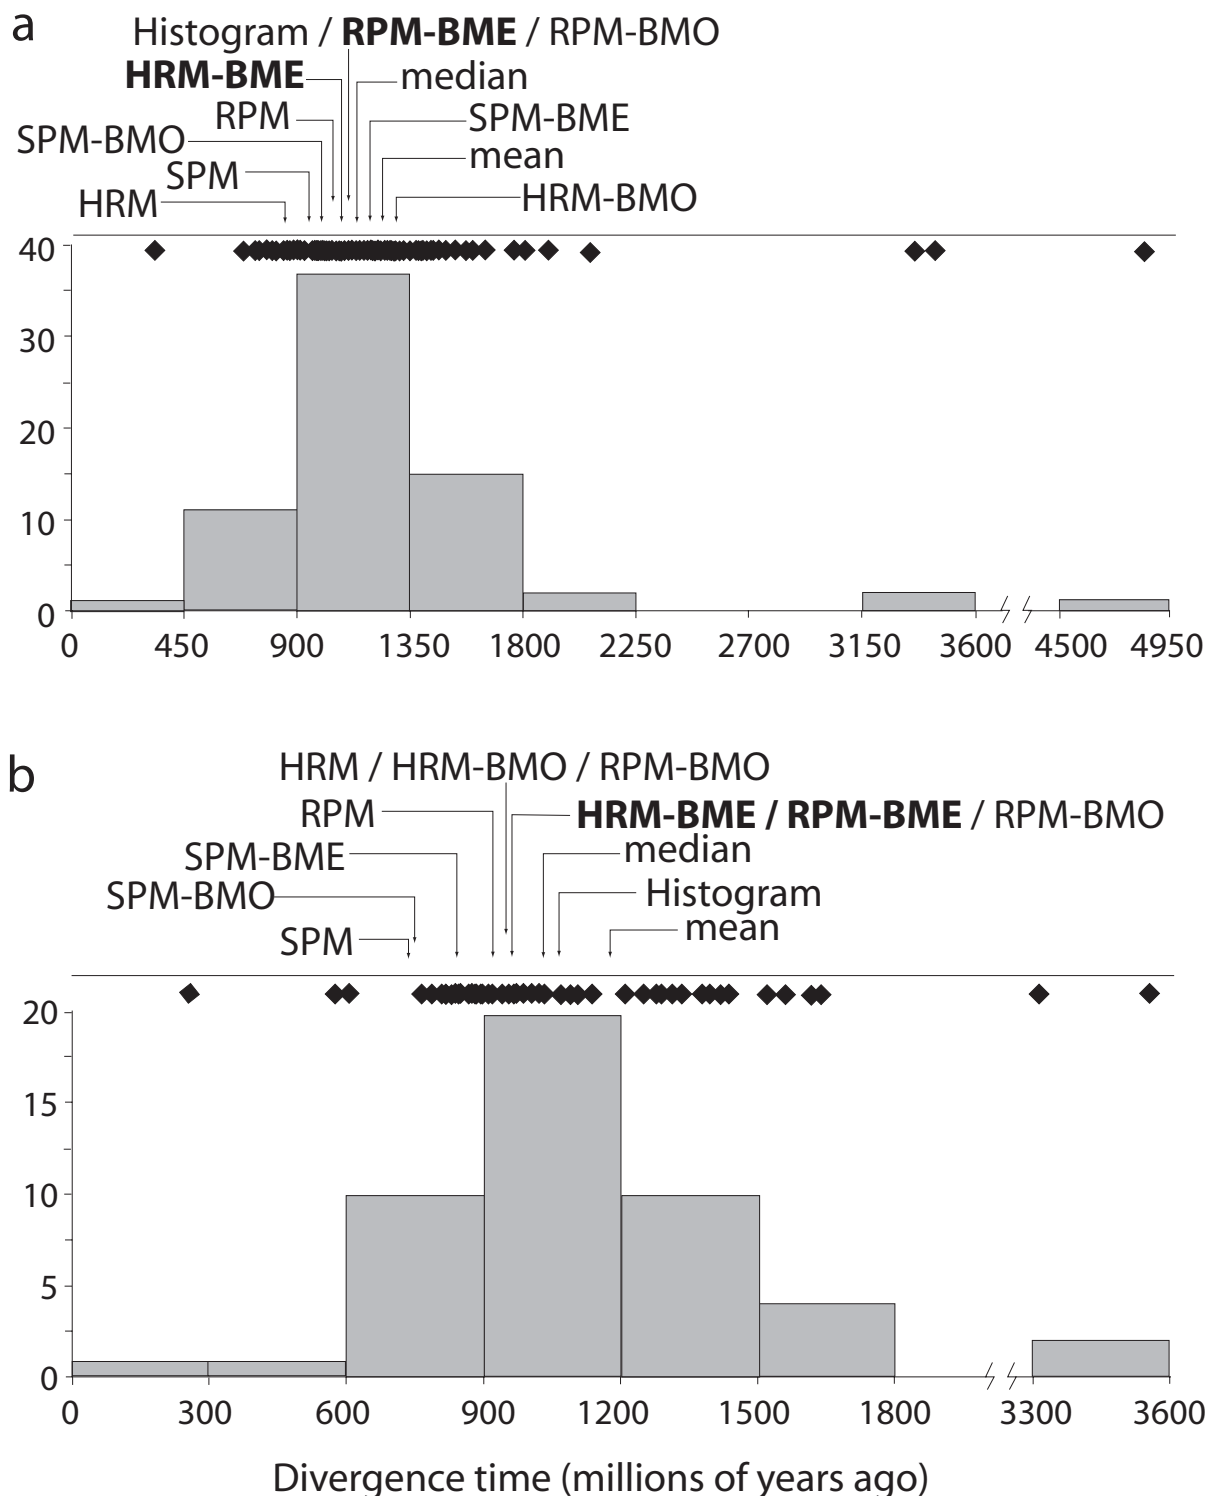 a
Histogram / RPM-BME / RPM-BMO
HRM-BME
median
RPM
SPM-BME
SPM-BMO
mean
SPM
HRM
HRM-BMO
40
30
20
10
0
0 450 900 1350 1800 2250 2700 3150 3600 4500 4950
b
HRM / HRM-BMO / RPM-BMO
RPM
HRM-BME / RPM-BME / RPM-BMO
SPM-BME
median
SPM-BMO
Histogram
SPM
mean
20
15
10
5
0
0 300 600 900 1200 1500 1800 3300 3600
Divergence time (millions of years ago)